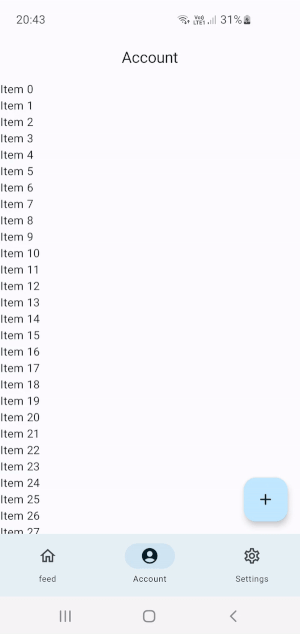 20:43
Vo) LTE1 31%
Account
Item 0
Item 1
Item 2
Item 3
Item 4
Item 5
Item 6
Item 7
Item 8
Item 9
Item 10
Item 11
Item 12
Item 13
Item 14
Item 15
Item 16
Item 17
Item 18
Item 19
Item 20
Item 21
Item 22
Item 23
Item 24
Item 25
Item 26
Item 27
feed Account Settings